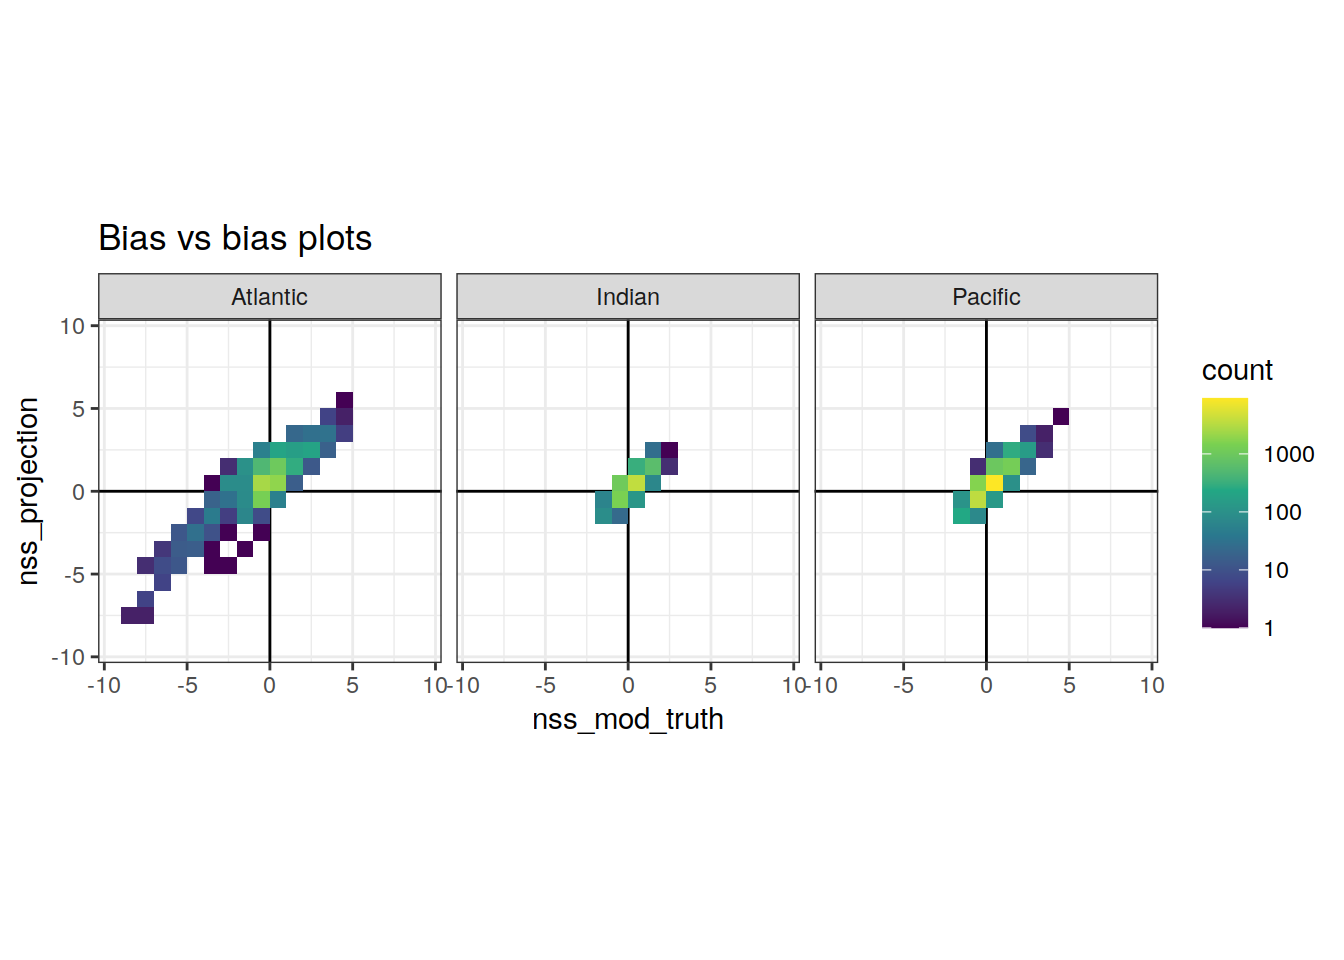 Bias vs bias plots
Atlantic
Indian
Pacific
10
5
0
-5
-10
nss_projection
-10 -5 0 5 10
-10 -5 0 5 10
-10 -5 0 5 10
nss_mod_truth
count
1000
100
10
1